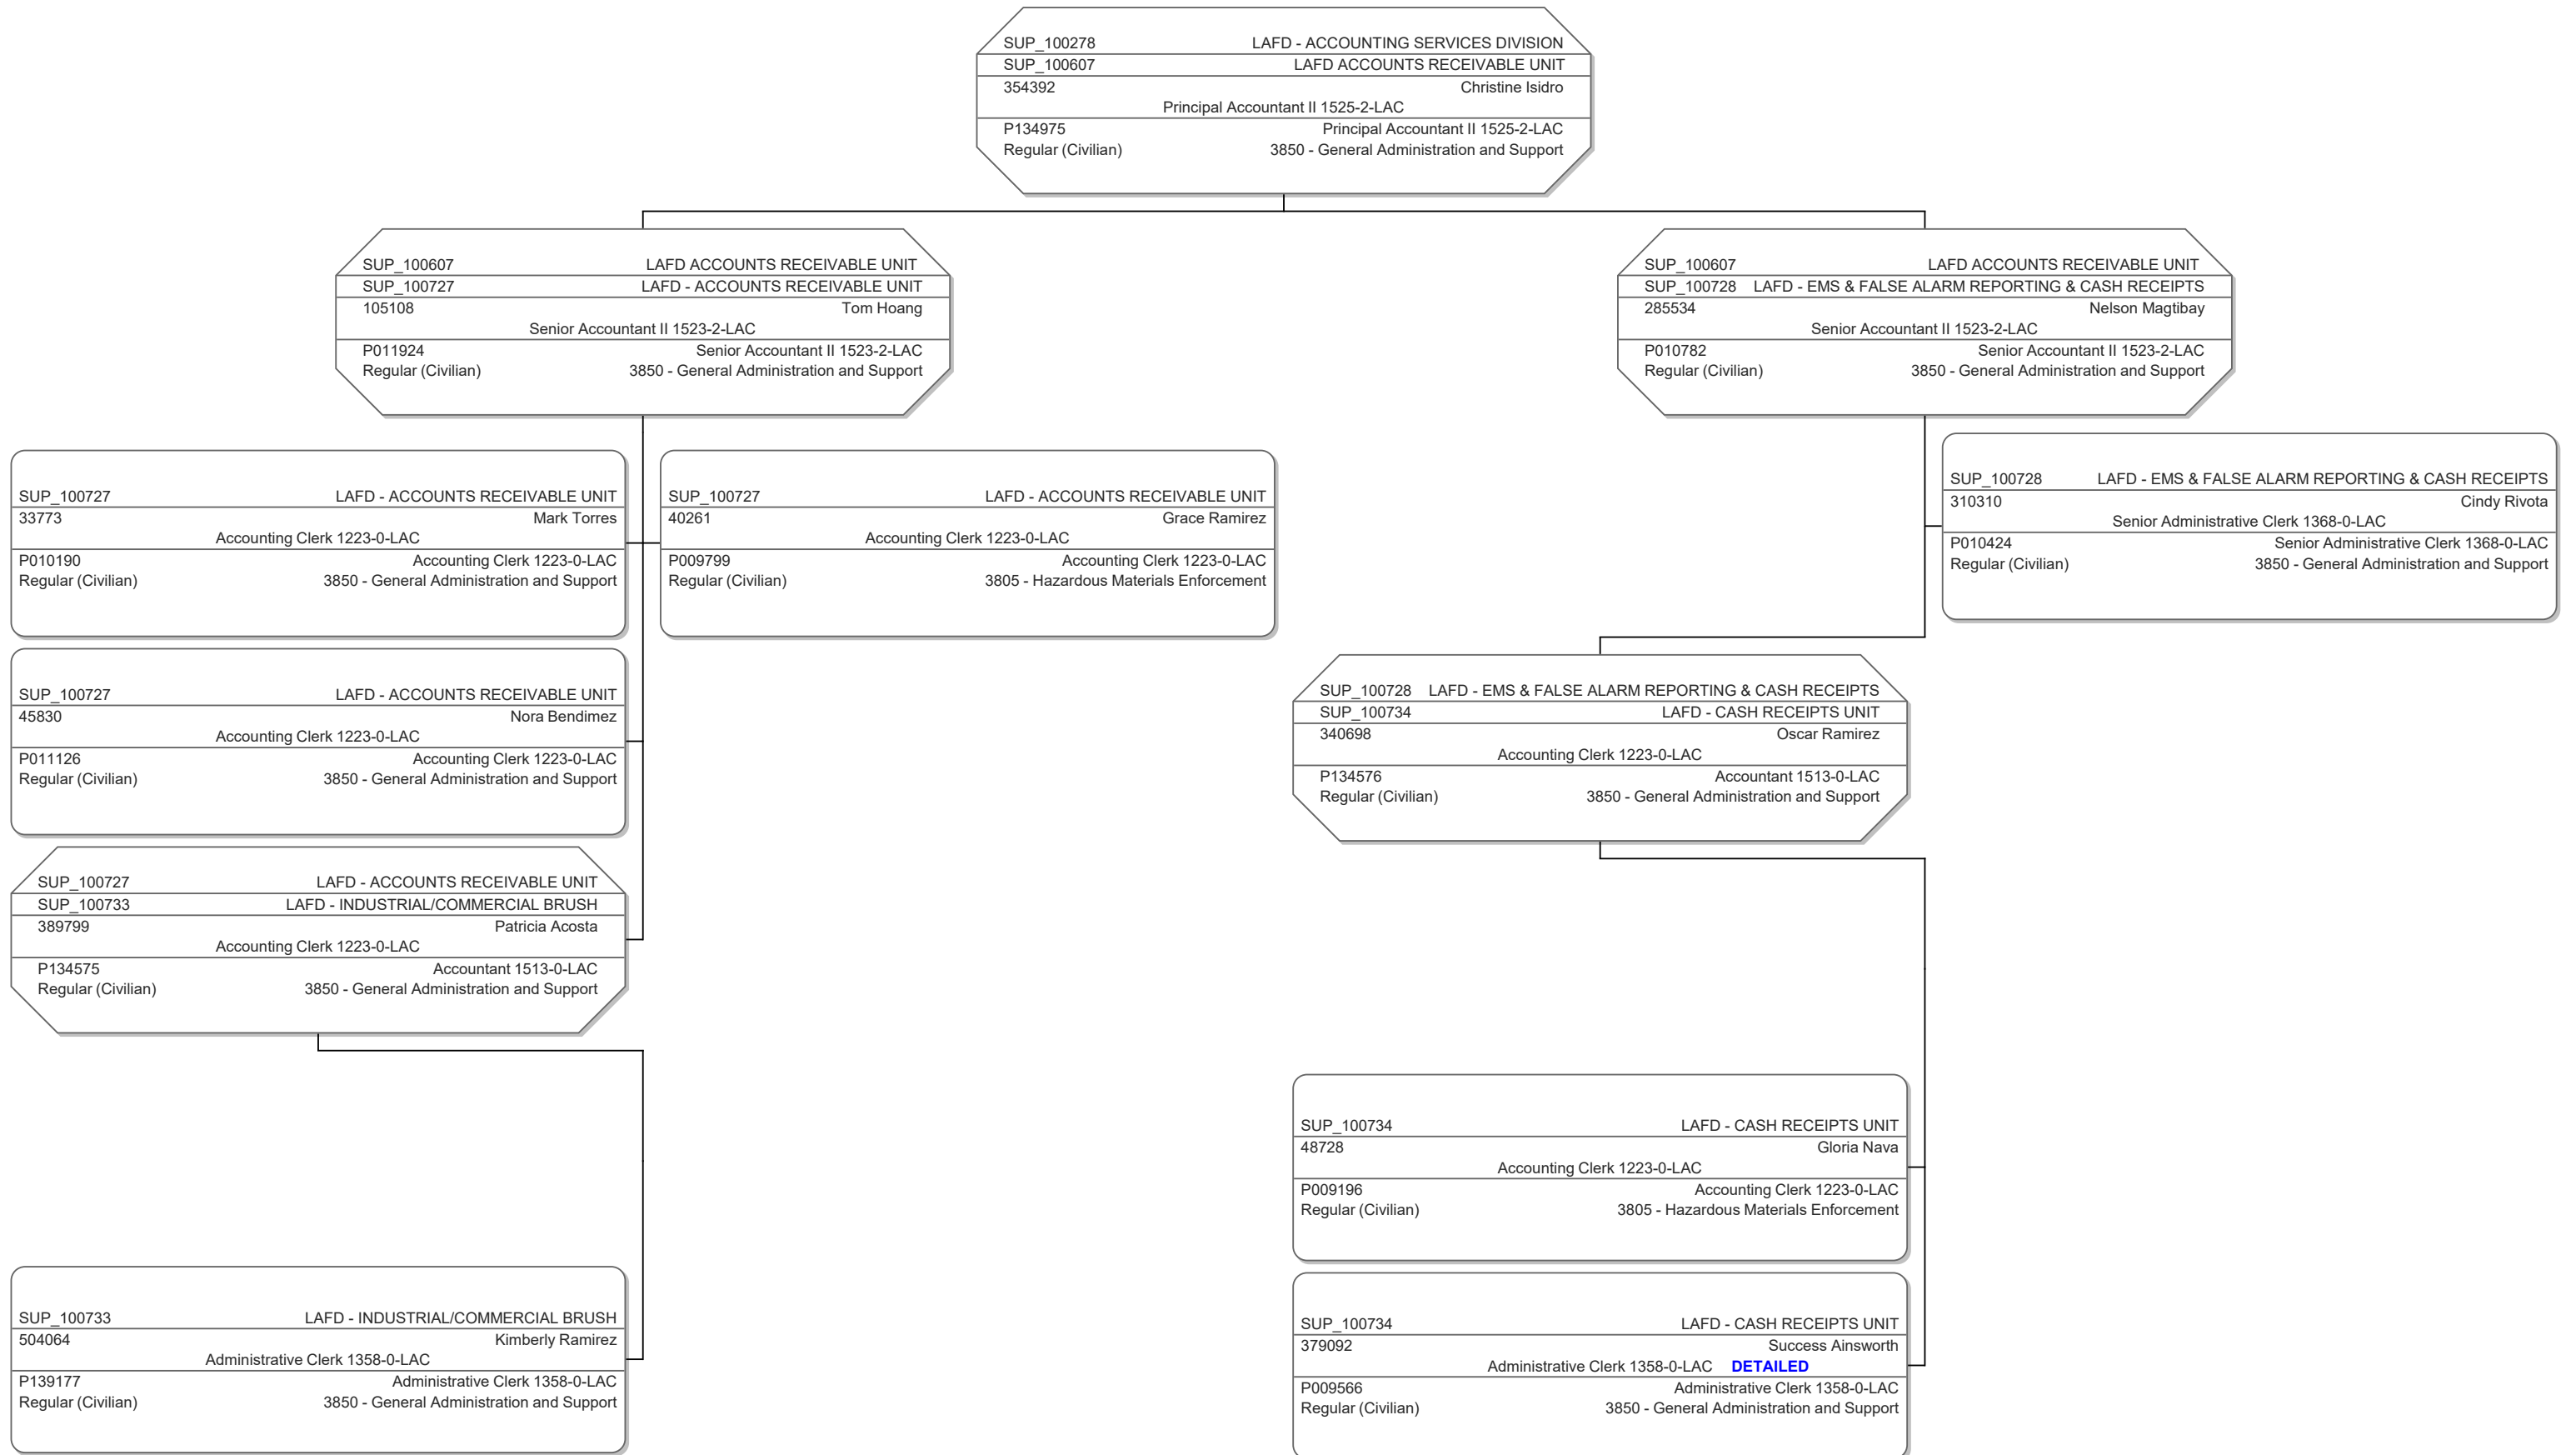 SUP_100278 LAFD - ACCOUNTING SERVICES DIVISION
SUP_100607 LAFD ACCOUNTS RECEIVABLE UNIT
354392 Christine Isidro
Principal Accountant II 1525-2-LAC
P134975 Principal Accountant II 1525-2-LAC
Regular (Civilian) 3850 - General Administration and Support
SUP_100607 LAFD ACCOUNTS RECEIVABLE UNIT
SUP_100727 LAFD - ACCOUNTS RECEIVABLE UNIT
105108 Tom Hoang
Senior Accountant II 1523-2-LAC
P011924 Senior Accountant II 1523-2-LAC
Regular (Civilian) 3850 - General Administration and Support
SUP_100607 LAFD ACCOUNTS RECEIVABLE UNIT
SUP_100728 LAFD - EMS & FALSE ALARM REPORTING & CASH RECEIPTS
285534 Nelson Magtibay
Senior Accountant II 1523-2-LAC
P010782 Senior Accountant II 1523-2-LAC
Regular (Civilian) 3850 - General Administration and Support
SUP_100727 LAFD - ACCOUNTS RECEIVABLE UNIT
33773 Mark Torres
Accounting Clerk 1223-0-LAC
P010190 Accounting Clerk 1223-0-LAC
Regular (Civilian) 3850 - General Administration and Support
SUP_100727 LAFD - ACCOUNTS RECEIVABLE UNIT
40261 Grace Ramirez
Accounting Clerk 1223-0-LAC
P009799 Accounting Clerk 1223-0-LAC
Regular (Civilian) 3805 - Hazardous Materials Enforcement
SUP_100728 LAFD - EMS & FALSE ALARM REPORTING & CASH RECEIPTS
310310 Cindy Rivota
Senior Administrative Clerk 1368-0-LAC
P010424 Senior Administrative Clerk 1368-0-LAC
Regular (Civilian) 3850 - General Administration and Support
SUP_100727 LAFD - ACCOUNTS RECEIVABLE UNIT
45830 Nora Bendimez
Accounting Clerk 1223-0-LAC
P011126 Accounting Clerk 1223-0-LAC
Regular (Civilian) 3850 - General Administration and Support
SUP_100728 LAFD - EMS & FALSE ALARM REPORTING & CASH RECEIPTS
SUP_100734 LAFD - CASH RECEIPTS UNIT
340698 Oscar Ramirez
Accounting Clerk 1223-0-LAC
P134576 Accountant 1513-0-LAC
Regular (Civilian) 3850 - General Administration and Support
SUP_100727 LAFD - ACCOUNTS RECEIVABLE UNIT
SUP_100733 LAFD - INDUSTRIAL/COMMERCIAL BRUSH
389799 Patricia Acosta
Accounting Clerk 1223-0-LAC
P134575 Accountant 1513-0-LAC
Regular (Civilian) 3850 - General Administration and Support
SUP_100734 LAFD - CASH RECEIPTS UNIT
48728 Gloria Nava
Accounting Clerk 1223-0-LAC
P009196 Accounting Clerk 1223-0-LAC
Regular (Civilian) 3805 - Hazardous Materials Enforcement
SUP_100733 LAFD - INDUSTRIAL/COMMERCIAL BRUSH
504064 Kimberly Ramirez
Administrative Clerk 1358-0-LAC
P139177 Administrative Clerk 1358-0-LAC
Regular (Civilian) 3850 - General Administration and Support
SUP_100734 LAFD - CASH RECEIPTS UNIT
379092 Success Ainsworth
Administrative Clerk 1358-0-LAC DETAILED
P009566 Administrative Clerk 1358-0-LAC
Regular (Civilian) 3850 - General Administration and Support